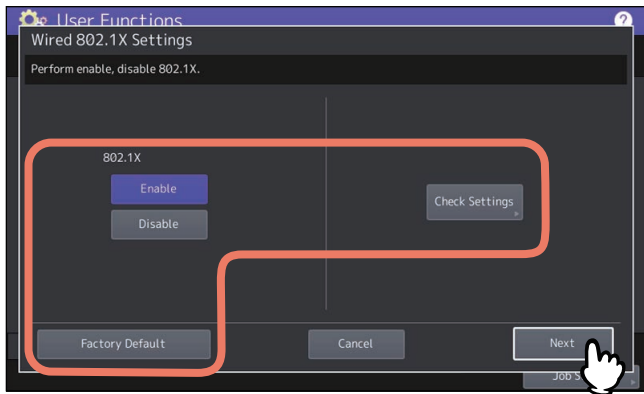 User Functions
?
Wired 802.1X Settings
Perform enable, disable 802.1X.
802.1X
Enable
Disable
Check Settings
Factory Default
Cancel
Next
Job S